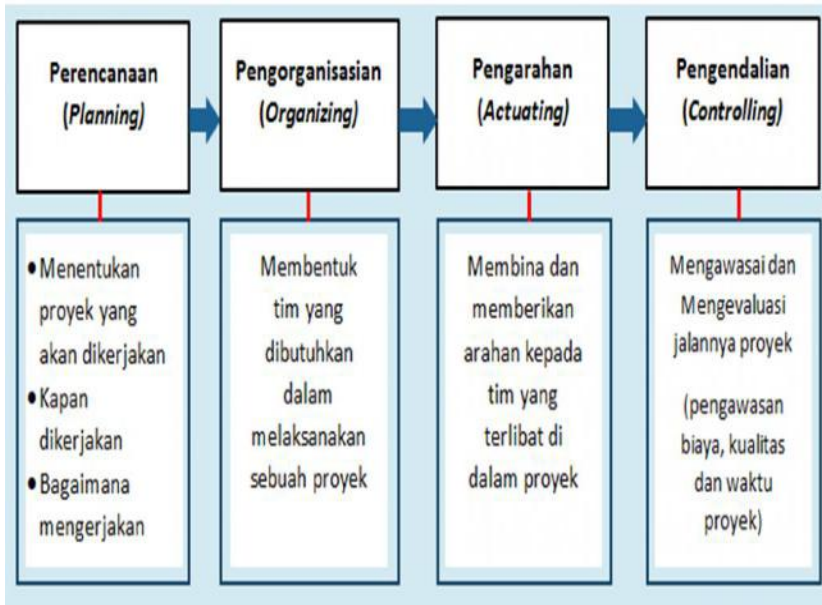 Perencanaan
(Planning)
Pengorganisasian
(Organizing)
Pengarahan
(Actuating)
Pengendalian
(Controlling)
• Menentukan
proyek yang
akan dikerjakan
• Kapan
dikerjakan
• Bagaimana
mengerjakan
Membentuk
tim yang
dibutuhkan
dalam
melaksanakan
sebuah proyek
Membina dan
memberikan
arahan kepada
tim yang
terlibat di
dalam proyek
Mengawasai dan
Mengevaluasi
jalannya proyek
(pengawasan
biaya, kualitas
dan waktu
proyek)